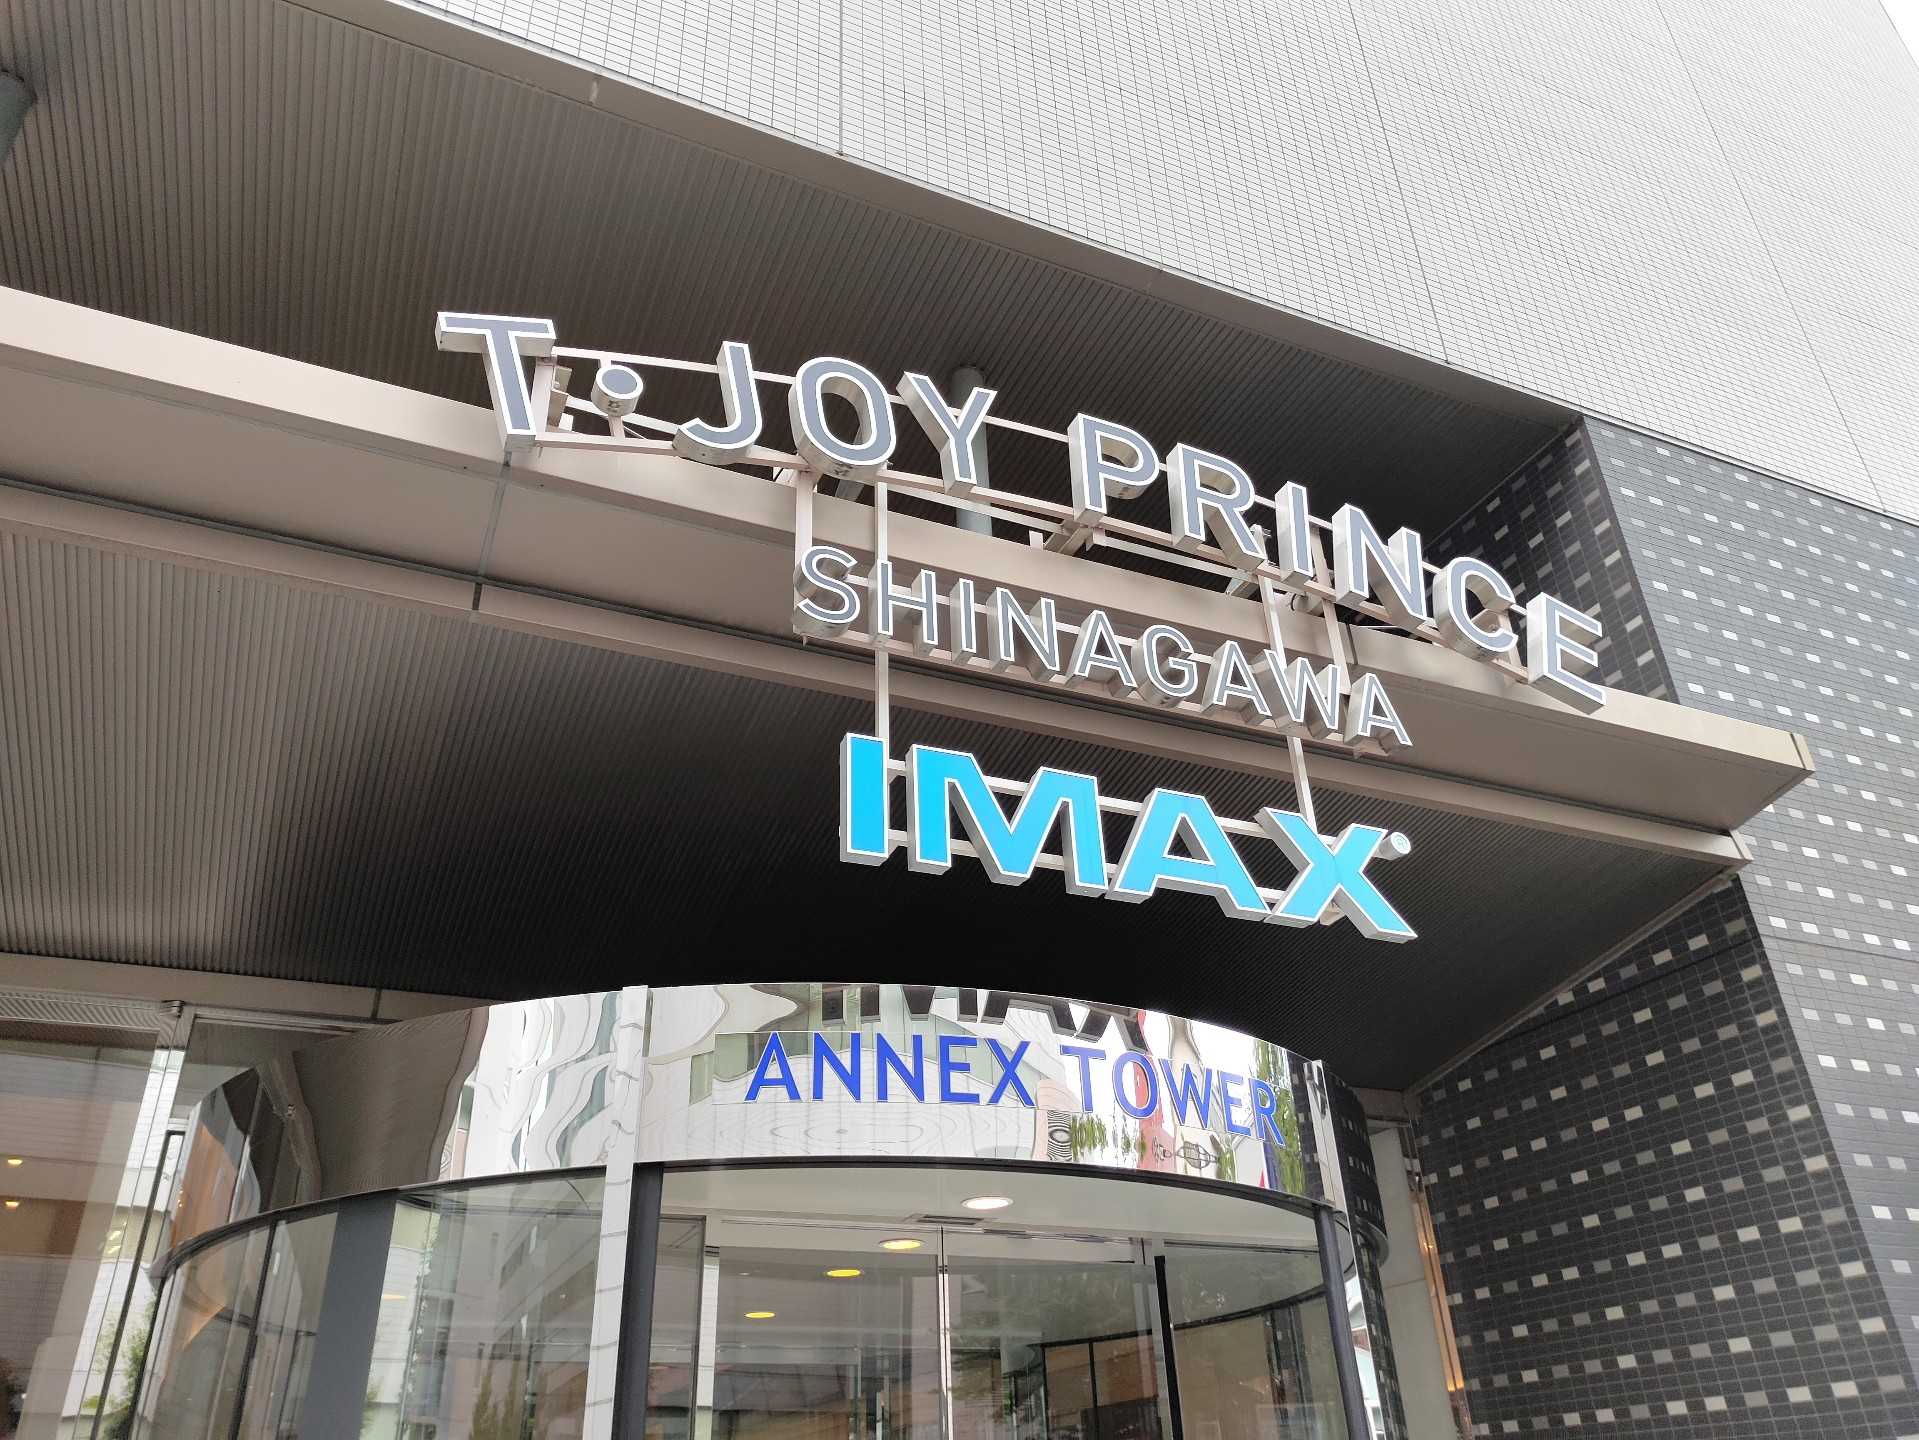 T・JOY PRINCE
SHINAGAWA
IMAX®
ANNEX TOWER